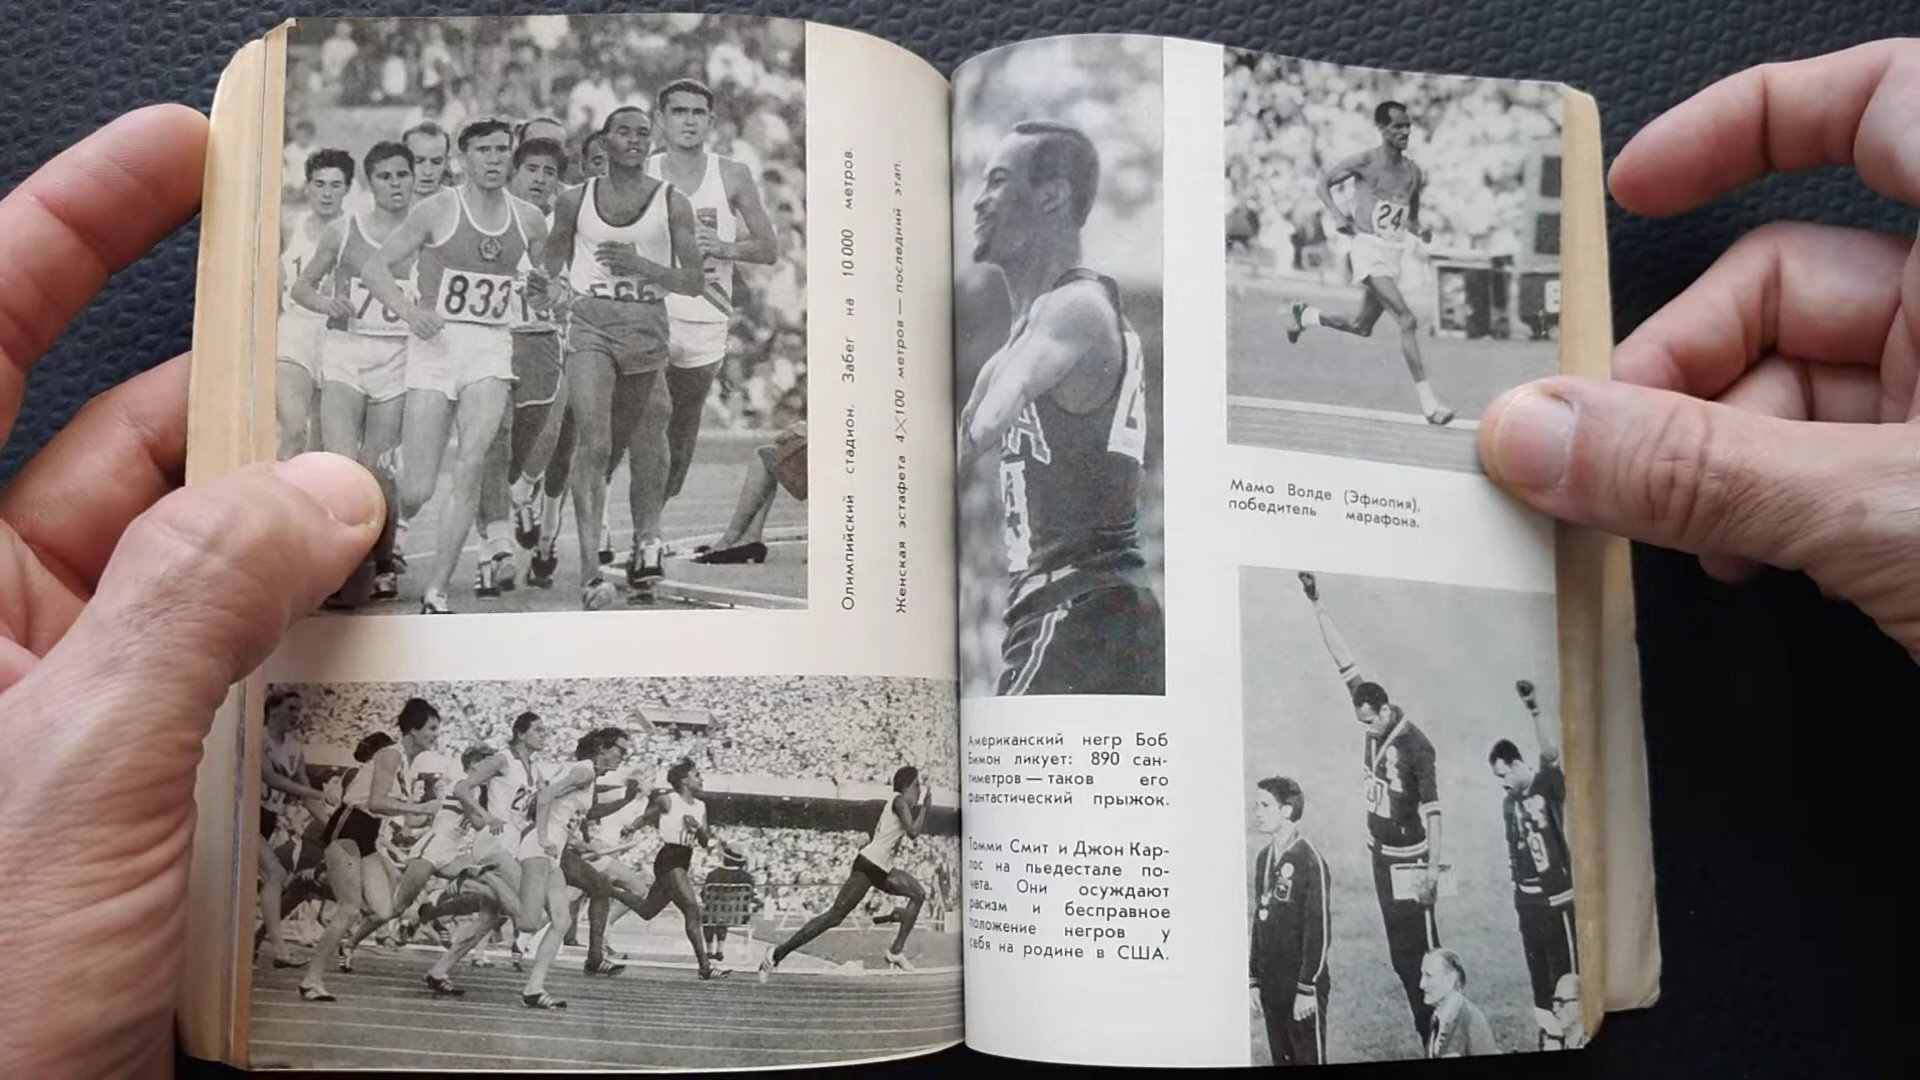 Олимпийский стадион. Забег на 10 000 метров.
Женская эстафета 4×100 метров — последний этап.
833
24
Мамо Волде (Эфиопия),
победитель марафона.
Американский негр Боб
Бимон ликует: 890 сан-
тиметров — таков его
фантастический прыжок.
Томми Смит и Джон Кар-
лос на пьедестале по-
чета. Они осуждают
расизм и бесправное
положение негров у
себя на родине в США.